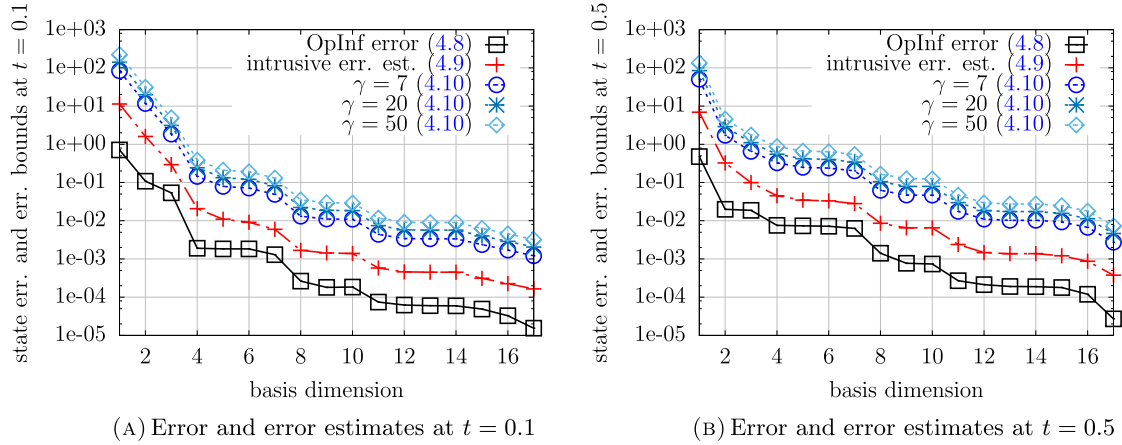 state err. and err. bounds at t = 0.1
1e+03
1e+02
1e+01
1e+00
1e-01
1e-02
1e-03
1e-04
1e-05
OpInf error (4.8)
intrusive err. est. (4.9)
γ = 7 (4.10)
γ = 20 (4.10)
γ = 50 (4.10)
2 4 6 8 10 12 14 16
basis dimension
(A) Error and error estimates at t = 0.1
state err. and err. bounds at t = 0.5
1e+03
1e+02
1e+01
1e+00
1e-01
1e-02
1e-03
1e-04
1e-05
OpInf error (4.8)
intrusive err. est. (4.9)
γ = 7 (4.10)
γ = 20 (4.10)
γ = 50 (4.10)
2 4 6 8 10 12 14 16
basis dimension
(B) Error and error estimates at t = 0.5